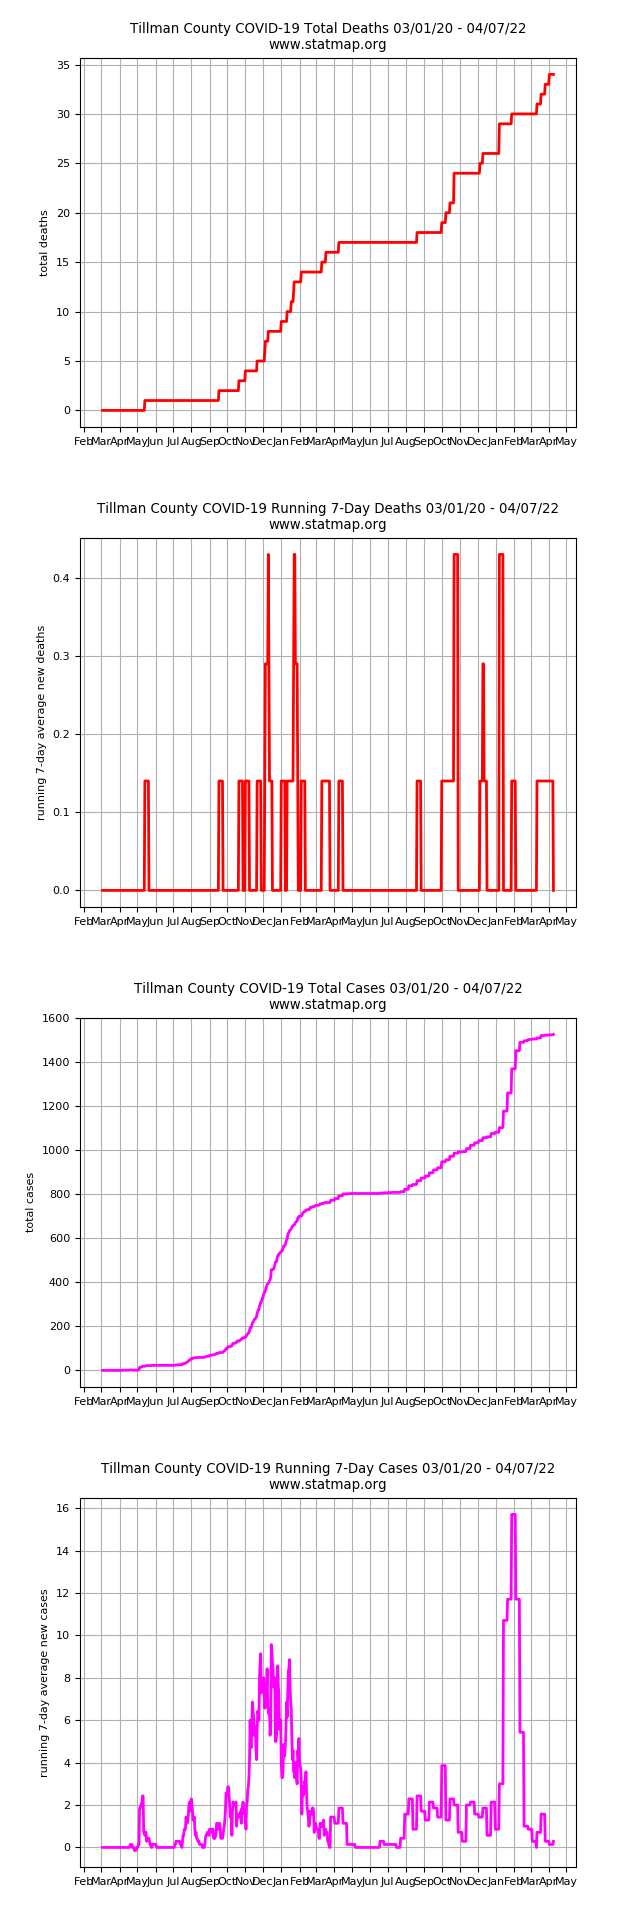 Tillman County COVID-19 Total Deaths 03/01/20 - 04/07/22
www.statmap.org
35
30
25
20
15
10
5
0
total deaths
Feb Mar Apr May Jun Jul Aug Sep Oct Nov Dec Jan Feb Mar Apr May Jun Jul Aug Sep Oct Nov Dec Jan Feb Mar Apr May
Tillman County COVID-19 Running 7-Day Deaths 03/01/20 - 04/07/22
www.statmap.org
0.4
0.3
0.2
0.1
0.0
running 7-day average new deaths
Feb Mar Apr May Jun Jul Aug Sep Oct Nov Dec Jan Feb Mar Apr May Jun Jul Aug Sep Oct Nov Dec Jan Feb Mar Apr May
Tillman County COVID-19 Total Cases 03/01/20 - 04/07/22
www.statmap.org
1600
1400
1200
1000
800
600
400
200
0
total cases
Feb Mar Apr May Jun Jul Aug Sep Oct Nov Dec Jan Feb Mar Apr May Jun Jul Aug Sep Oct Nov Dec Jan Feb Mar Apr May
Tillman County COVID-19 Running 7-Day Cases 03/01/20 - 04/07/22
www.statmap.org
16
14
12
10
8
6
4
2
0
running 7-day average new cases
Feb Mar Apr May Jun Jul Aug Sep Oct Nov Dec Jan Feb Mar Apr May Jun Jul Aug Sep Oct Nov Dec Jan Feb Mar Apr May